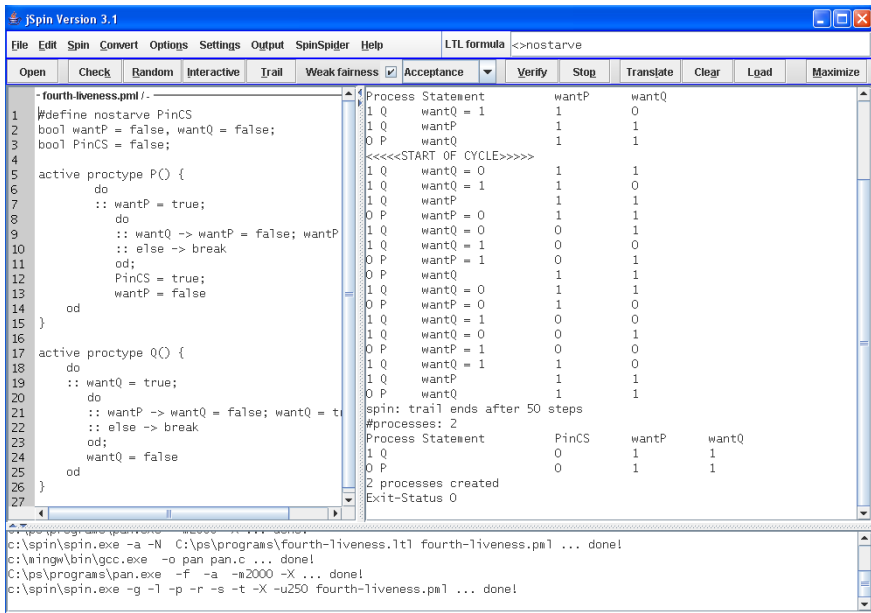 jSpin Version 3.1
File Edit Spin Convert Options Settings Output SpinSpider Help LTL formula <>nostarve
Open Check Random Interactive Trail Weak fairness Acceptance Verify Stop Translate Clear Load Maximize
- fourth-liveness.pml / -
1 #define nostarve PinCS
2 bool wantP = false, wantQ = false;
3 bool PinCS = false;
4
5 active proctype P() {
6 do
7 :: wantP = true;
8 do
9 :: wantQ -> wantP = false; wantP
10 :: else -> break
11 od;
12 PinCS = true;
13 wantP = false
14 od
15 }
16
17 active proctype Q() {
18 do
19 :: wantQ = true;
20 do
21 :: wantP -> wantQ = false; wantQ = t
22 :: else -> break
23 od;
24 wantQ = false
25 od
26 }
27
Process Statement wantP wantQ
1 Q wantQ = 1 1 0
1 Q wantP 1 1
0 P wantQ 1 1
<<<<<START OF CYCLE>>>>>
1 Q wantQ = 0 1 1
1 Q wantQ = 1 1 0
1 Q wantP 1 1
0 P wantP = 0 1 1
1 Q wantQ = 0 0 1
1 Q wantQ = 1 0 0
0 P wantP = 1 0 1
0 P wantQ 1 1
1 Q wantQ = 0 1 1
0 P wantP = 0 1 0
1 Q wantQ = 1 0 0
1 Q wantQ = 0 0 1
0 P wantP = 1 0 0
1 Q wantQ = 1 1 0
1 Q wantP 1 1
0 P wantQ 1 1
spin: trail ends after 50 steps
#processes: 2
Process Statement PinCS wantP wantQ
1 Q 0 1 1
0 P 0 1 1
2 processes created
Exit-Status 0
c:\spin\spin.exe -a -N C:\ps\programs\fourth-liveness.ltl fourth-liveness.pml ... done!
c:\mingw\bin\gcc.exe -o pan pan.c ... done!
C:\ps\programs\pan.exe -f -a -m2000 -X ... done!
c:\spin\spin.exe -g -l -p -r -s -t -X -u250 fourth-liveness.pml ... done!